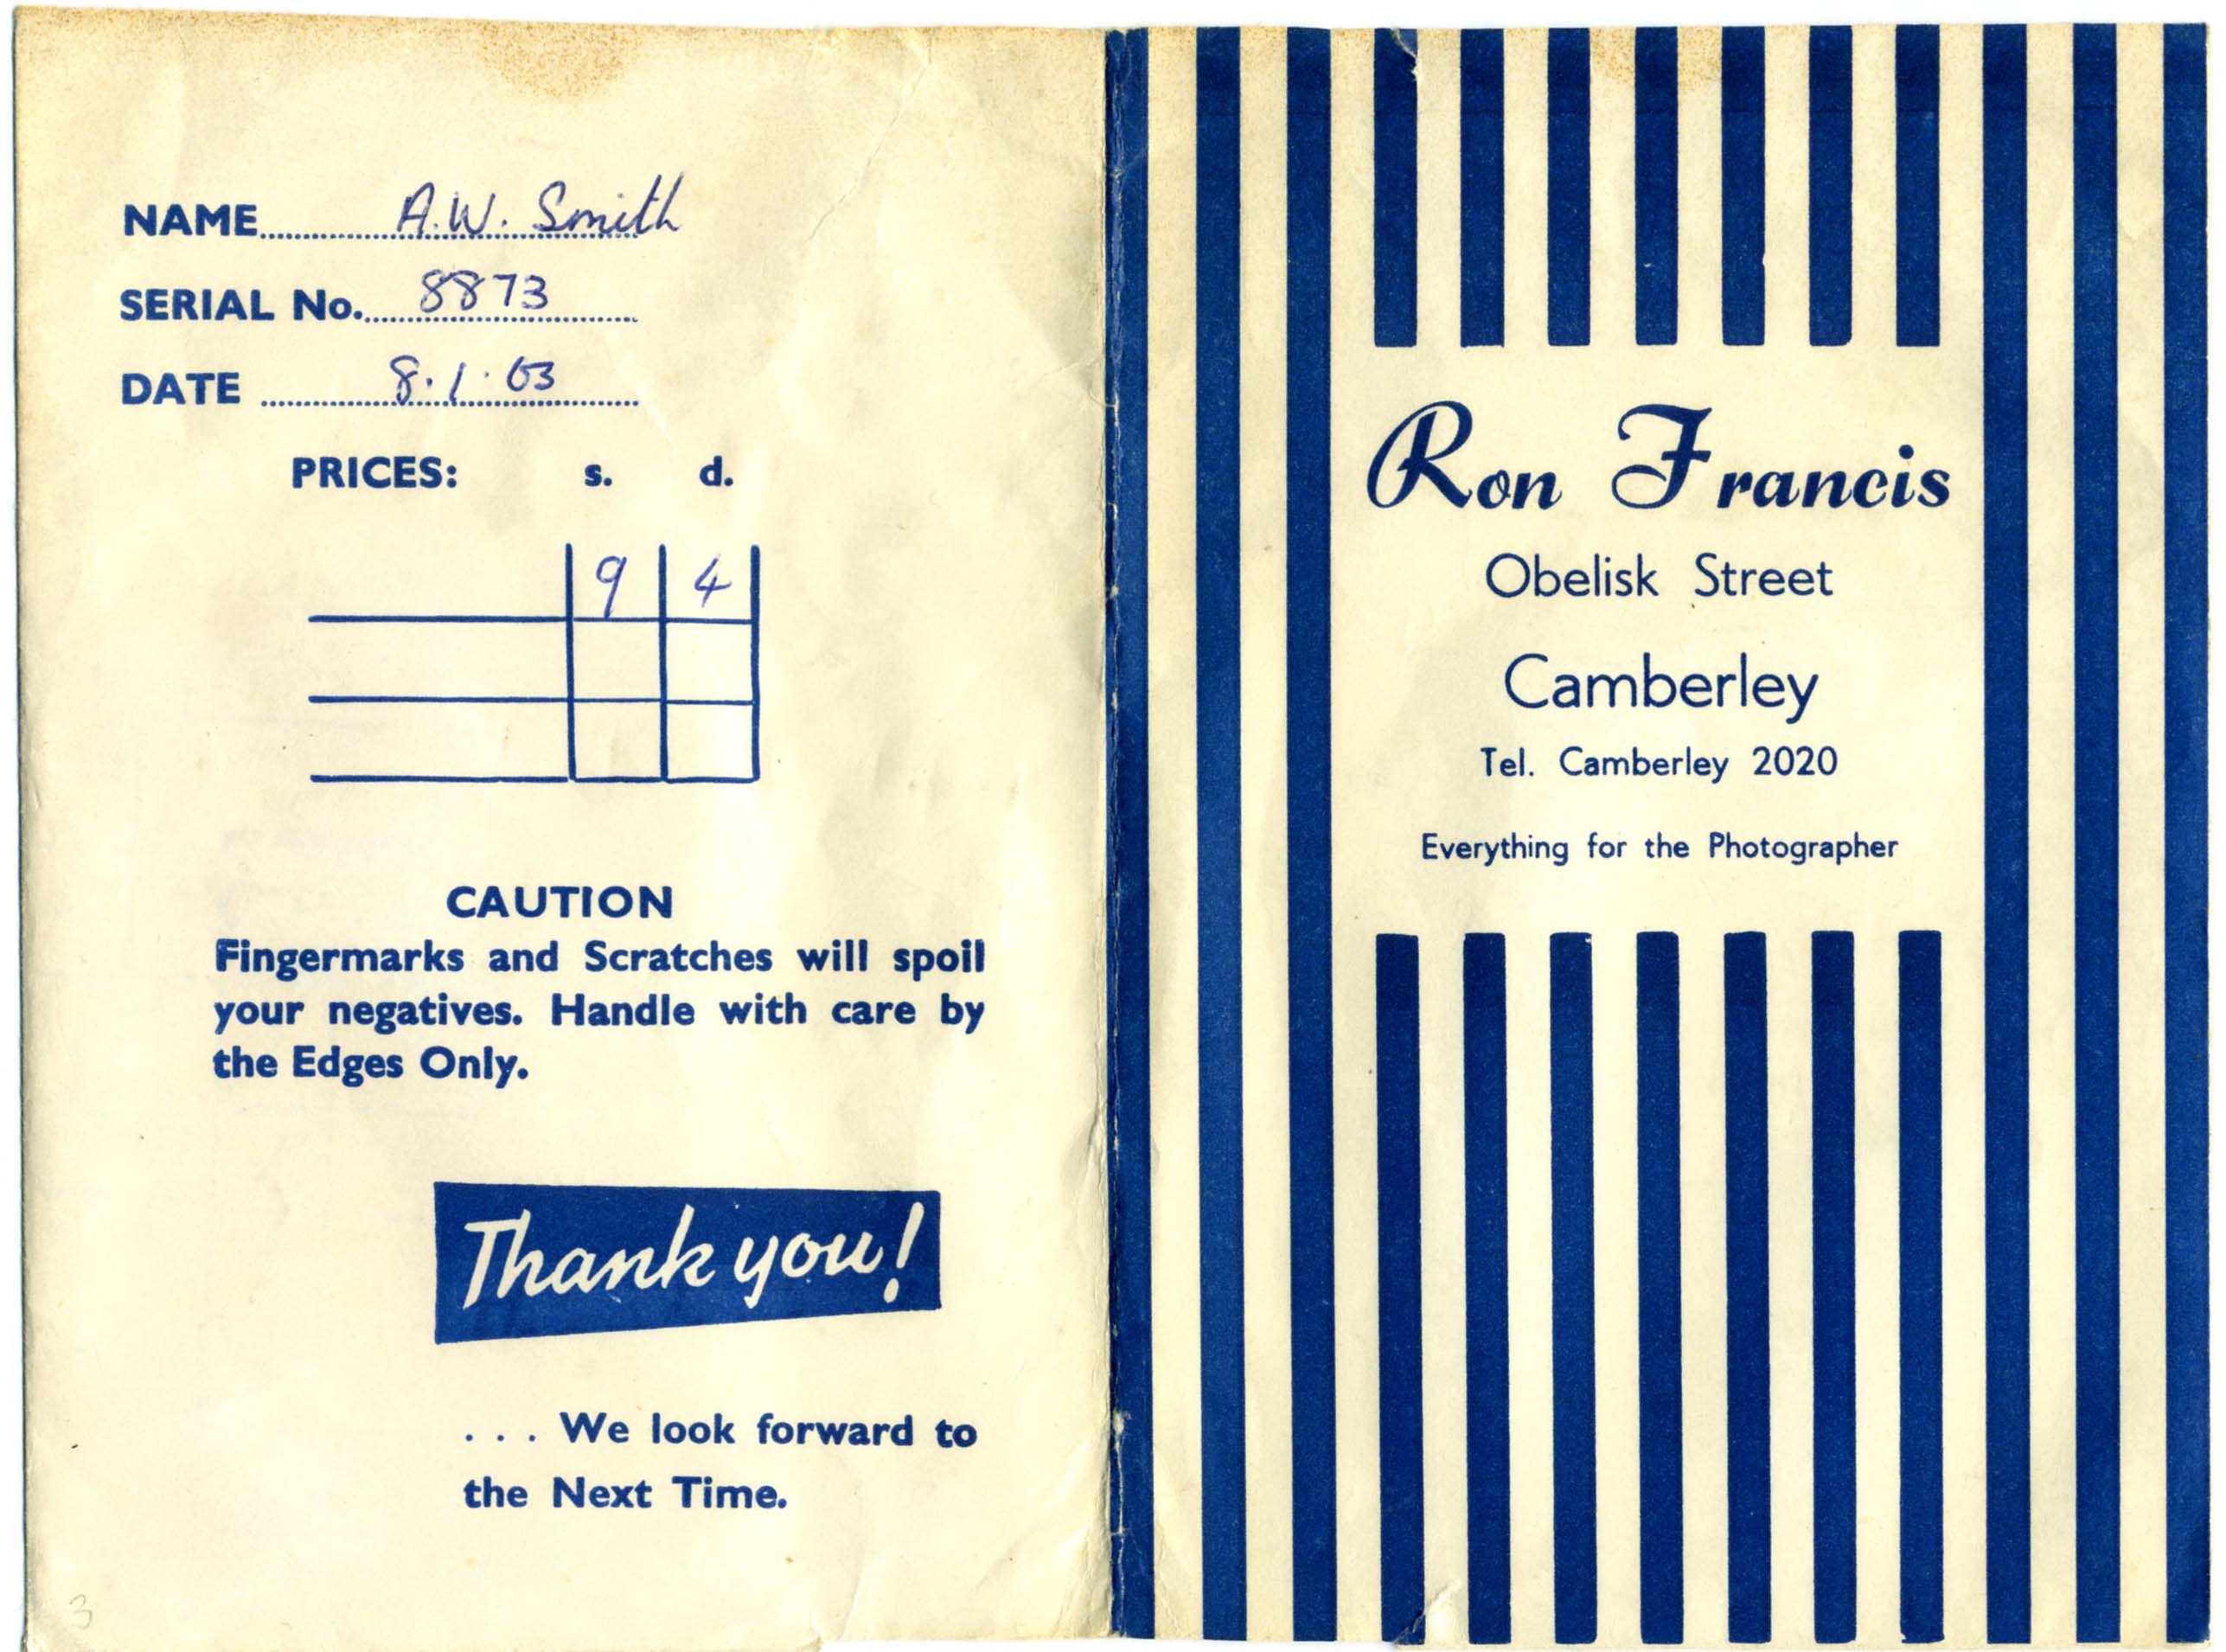 NAME A.W. Smith
SERIAL No. 8873
DATE 8.1.63
PRICES: s. d.
9 4
CAUTION
Fingermarks and Scratches will spoil
your negatives. Handle with care by
the Edges Only.
Thank you!
... We look forward to
the Next Time.
3
Ron Francis
Obelisk Street
Camberley
Tel. Camberley 2020
Everything for the Photographer